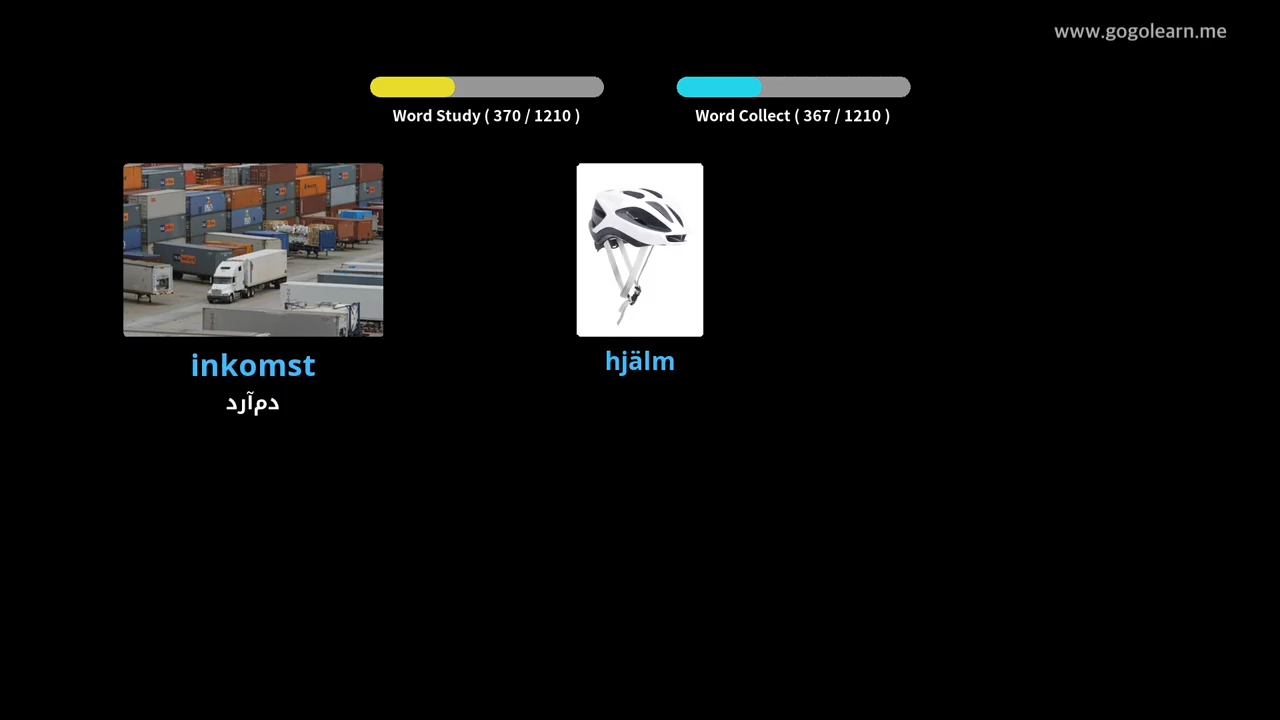 www.gogolearn.me
Word Study ( 370 / 1210 )
Word Collect ( 367 / 1210 )
inkomst
دمآرد
hjälm